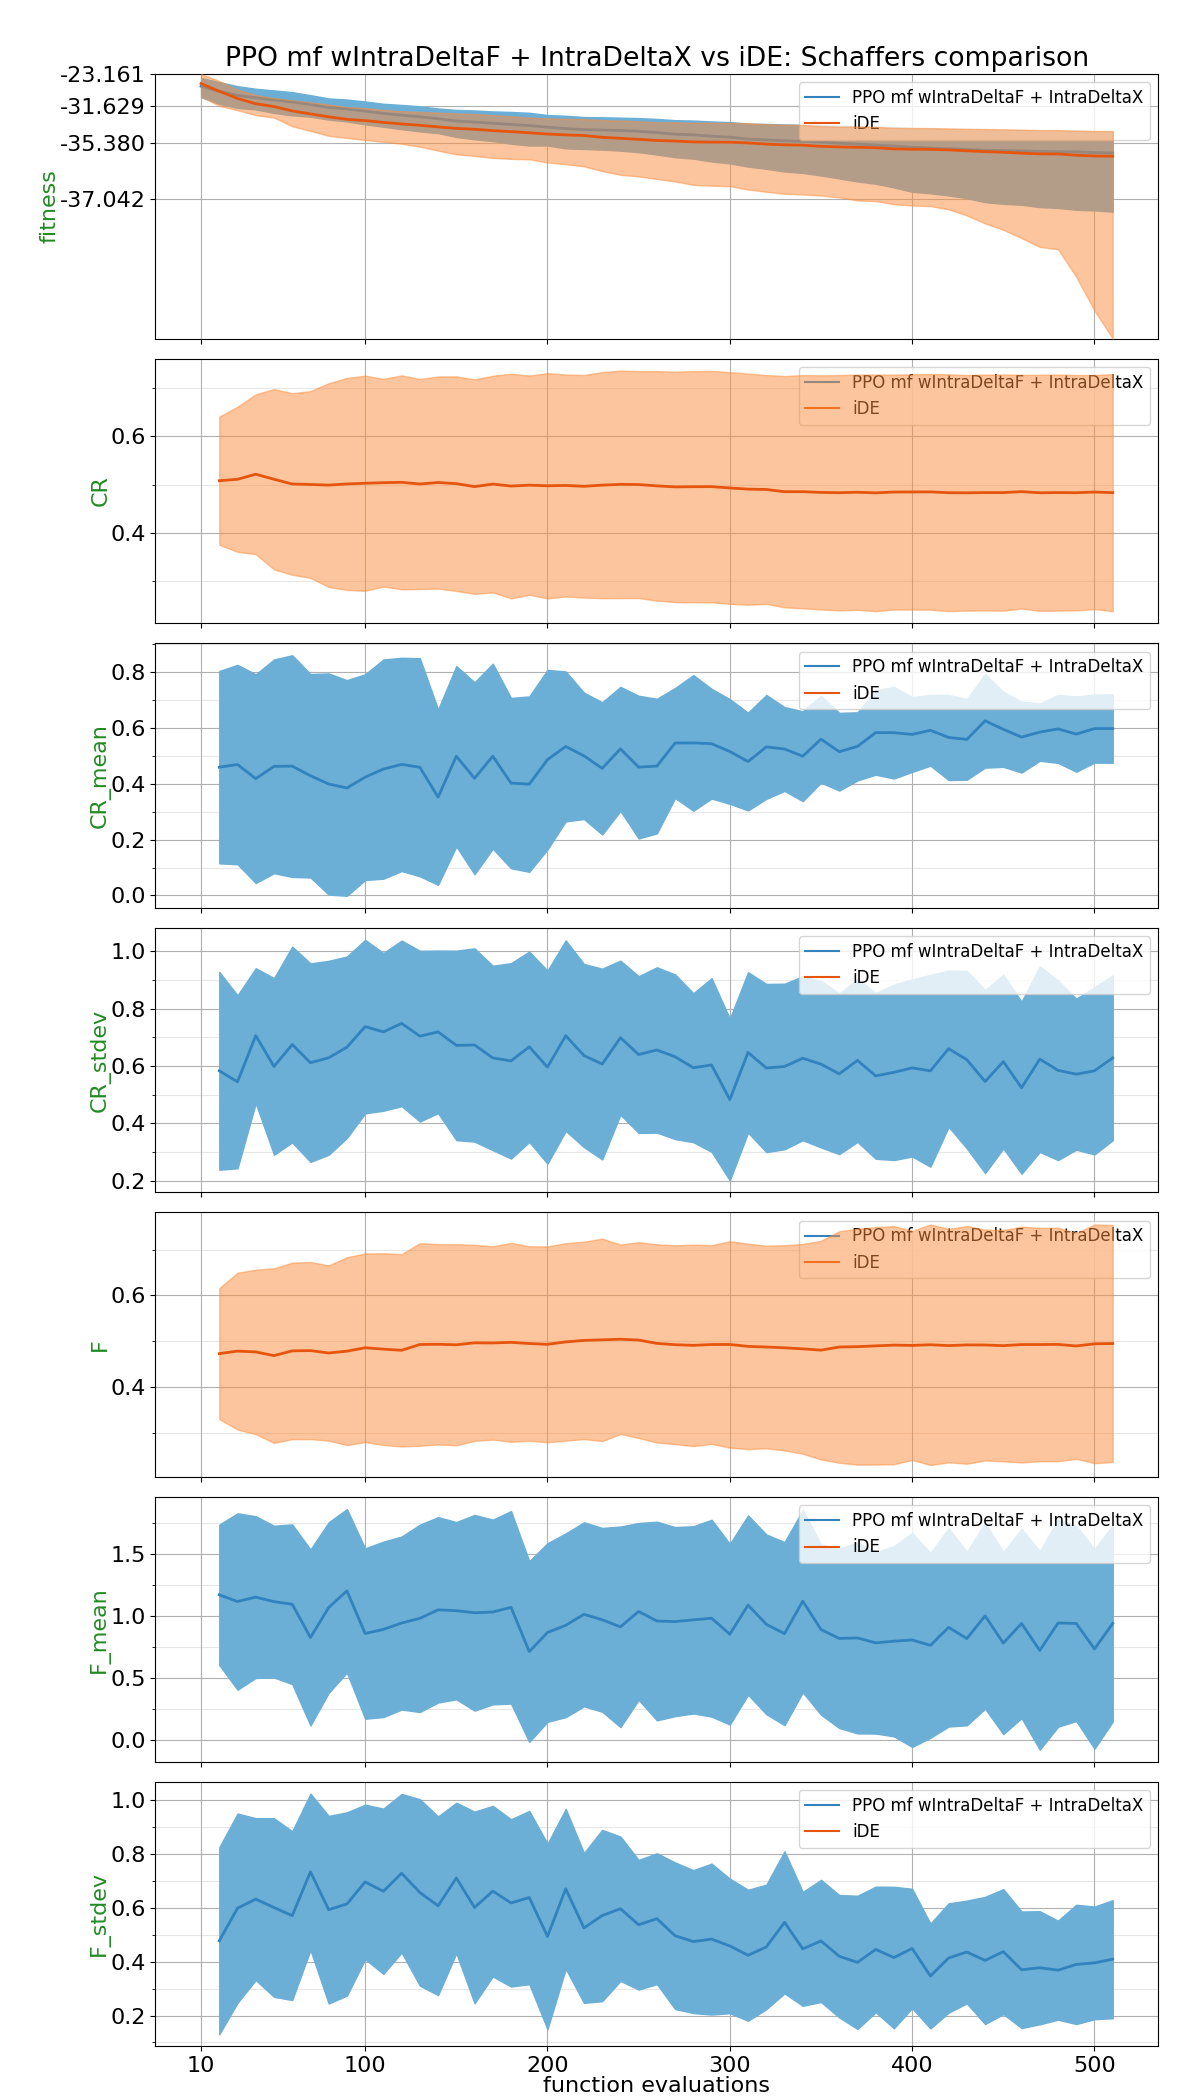 PPO mf wIntraDeltaF + IntraDeltaX vs iDE: Schaffers comparison
-23.161
-31.629
-35.380
-37.042
fitness
PPO mf wIntraDeltaF + IntraDeltaX
iDE
0.6
0.4
CR
PPO mf wIntraDeltaF + IntraDeltaX
iDE
0.8
0.6
0.4
0.2
0.0
CR_mean
PPO mf wIntraDeltaF + IntraDeltaX
iDE
1.0
0.8
0.6
0.4
0.2
CR_stdev
PPO mf wIntraDeltaF + IntraDeltaX
iDE
0.6
0.4
F
PPO mf wIntraDeltaF + IntraDeltaX
iDE
1.5
1.0
0.5
0.0
F_mean
PPO mf wIntraDeltaF + IntraDeltaX
iDE
1.0
0.8
0.6
0.4
0.2
F_stdev
PPO mf wIntraDeltaF + IntraDeltaX
iDE
10 100 200 300 400 500
function evaluations